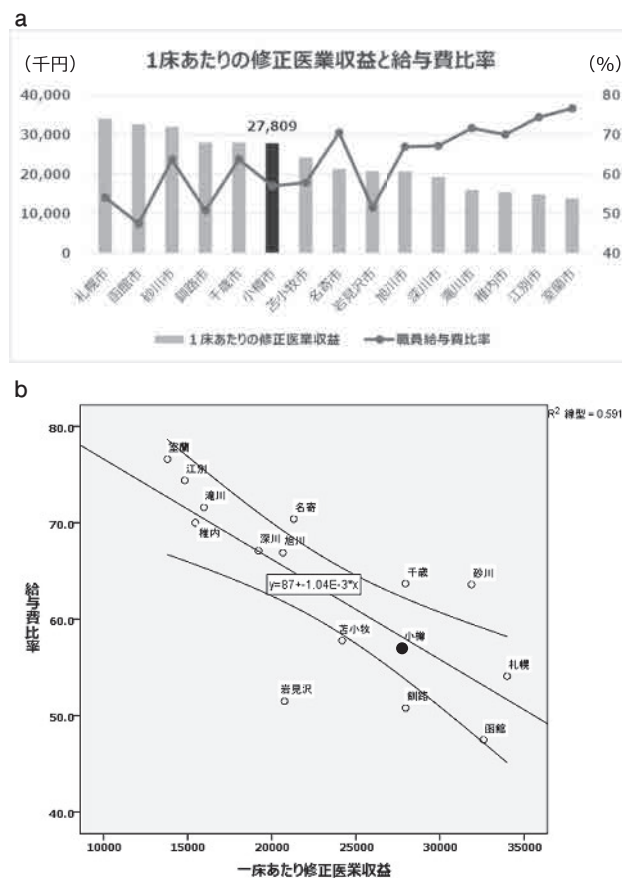 a
(千円)
1床あたりの修正医業収益と給与費比率
(%)
40,000
30,000
20,000
10,000
0
27,809
80
70
60
50
40
札幌市
函館市
砂川市
釧路市
千歳市
小樽市
苫小牧市
名寄市
岩見沢市
旭川市
深川市
滝川市
稚内市
江別市
室蘭市
1床あたりの修正医業収益
職員給与費比率
b
R² 線型 = 0.591
80.0
70.0
60.0
50.0
40.0
給与費比率
室蘭
江別
滝川
稚内
名寄
深川
旭川
y=87+-1.04E-3*x
千歳
砂川
苫小牧
小樽
札幌
岩見沢
釧路
函館
10000 15000 20000 25000 30000 35000
一床あたり修正医業収益